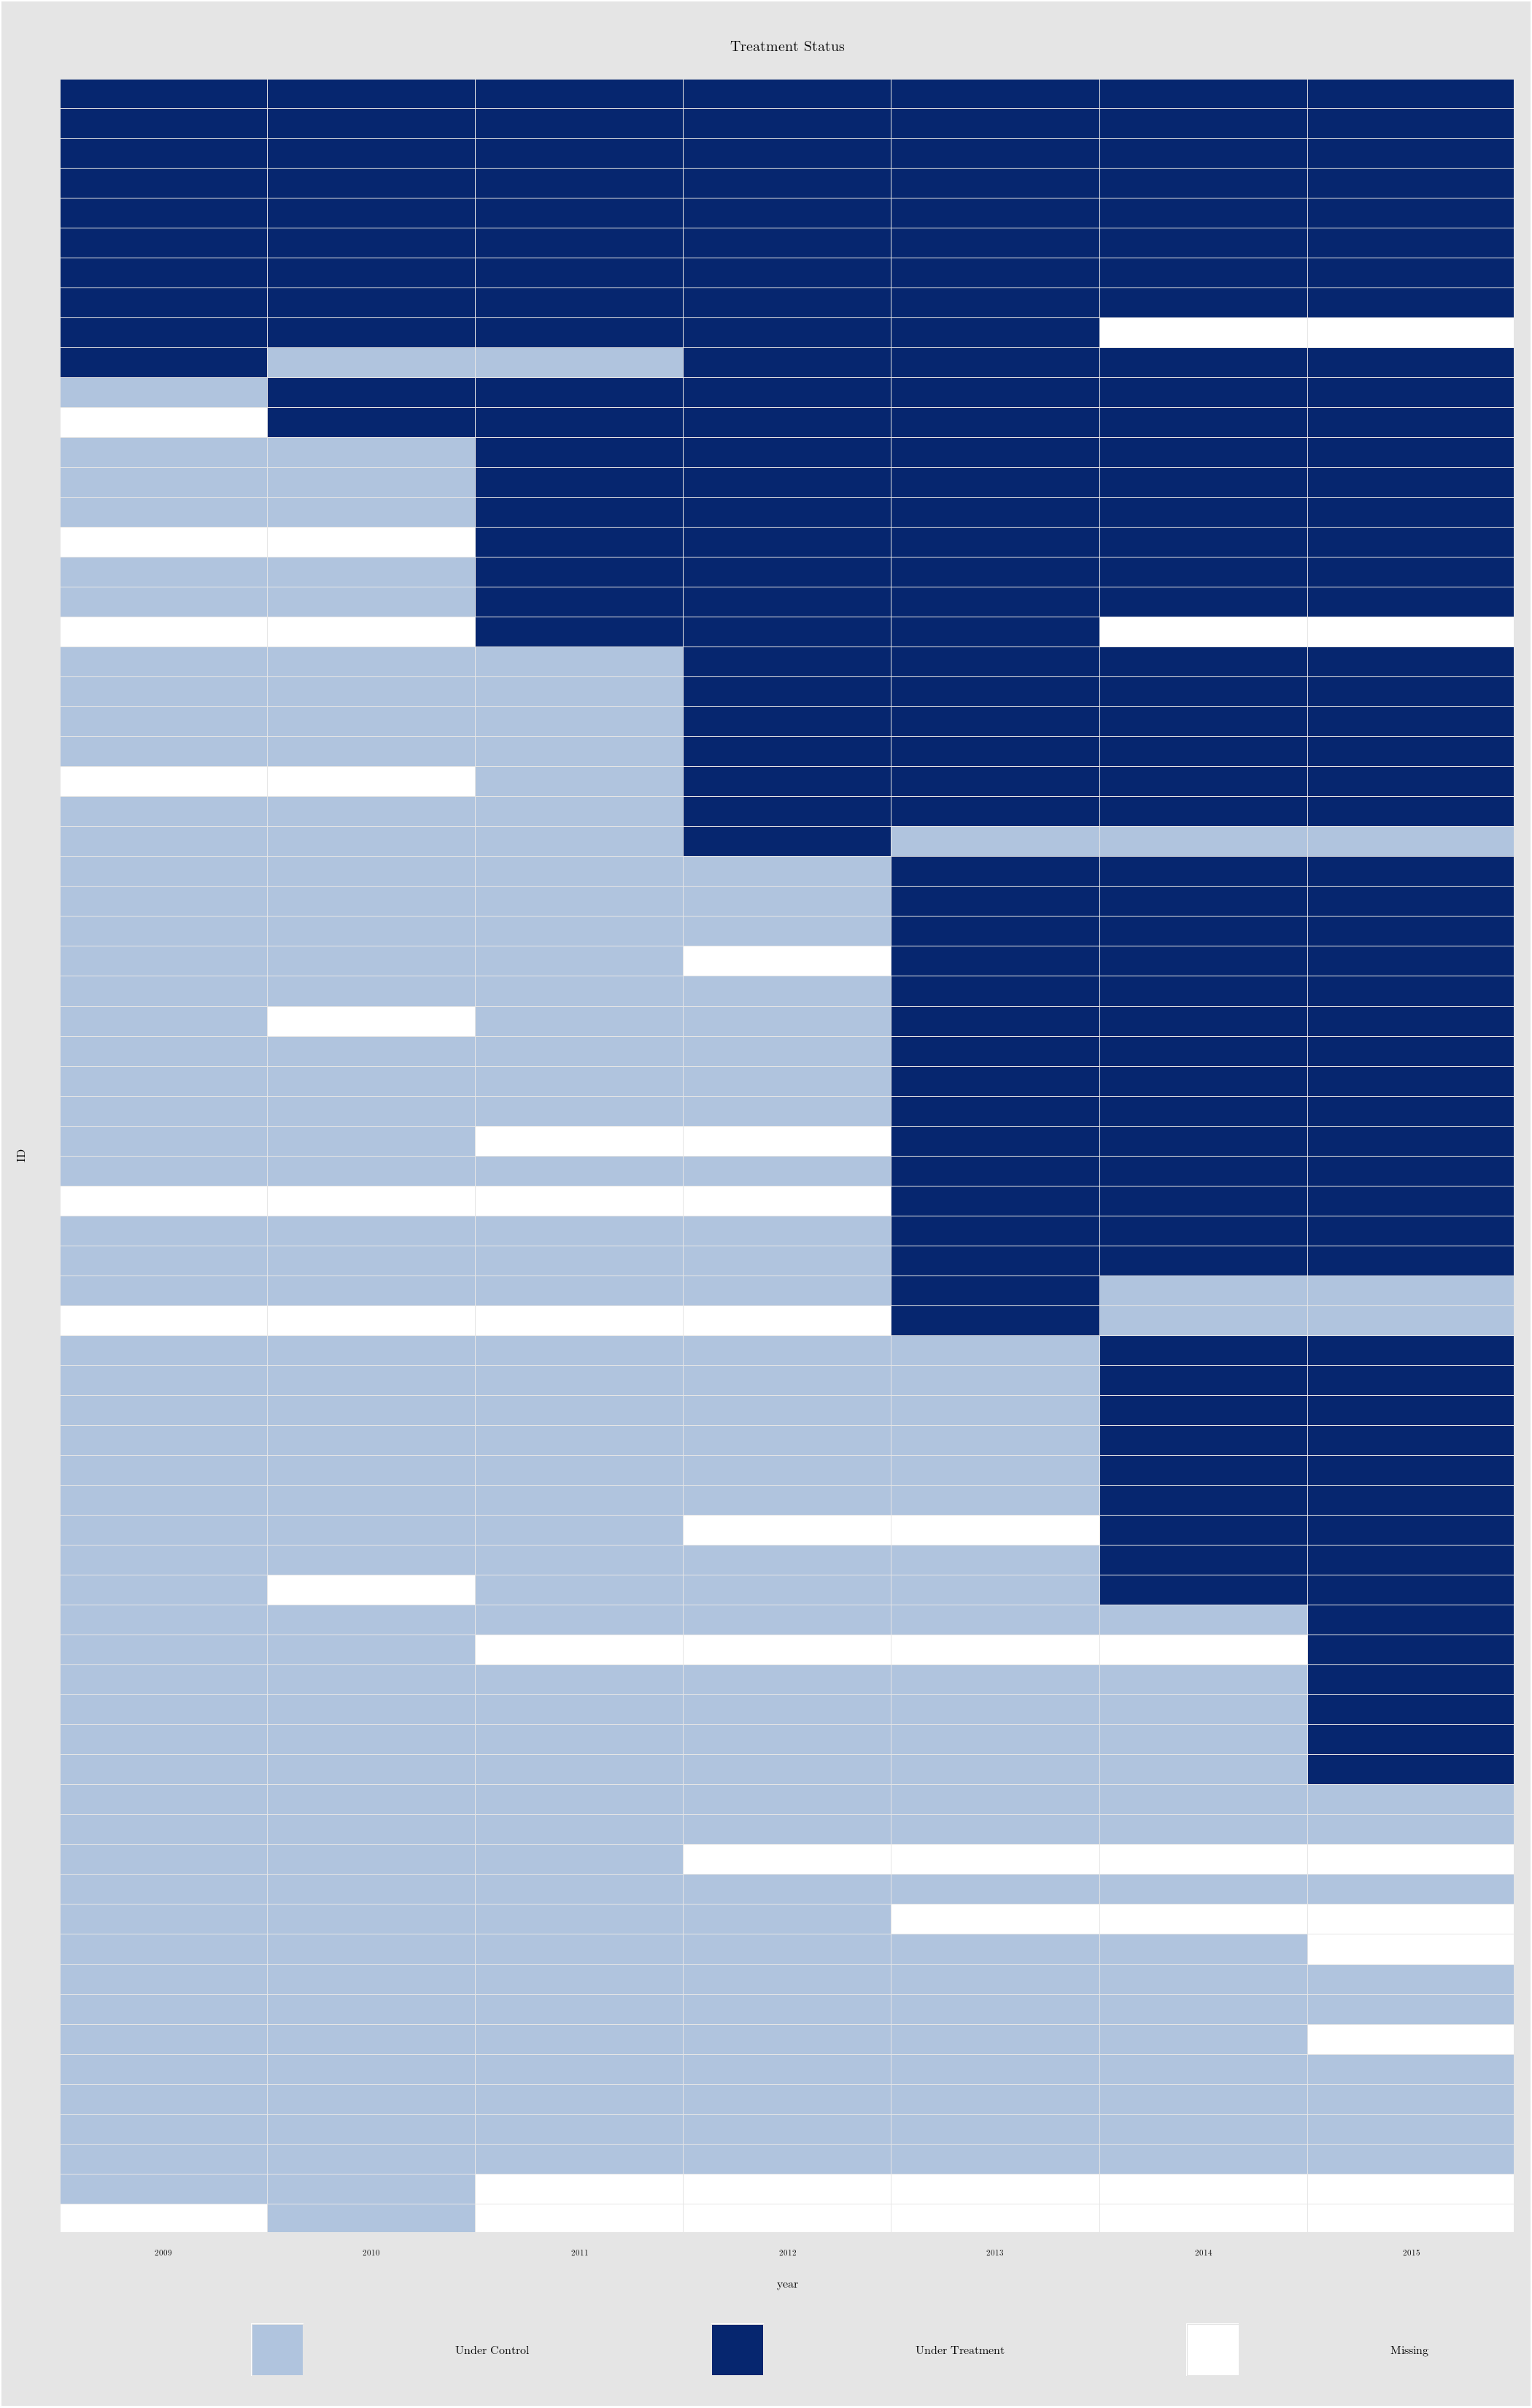 Treatment Status
ID
2009 2010 2011 2012 2013 2014 2015
year
Under Control Under Treatment Missing